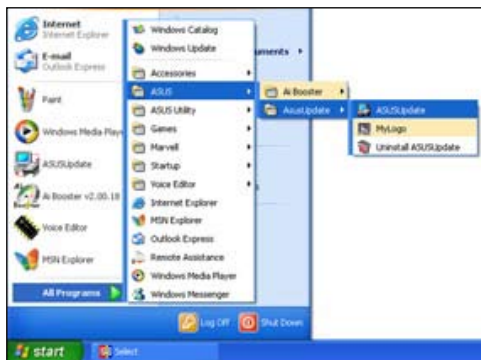 Internet
Internet Explorer
E-mail
Outlook Express
Paint
Windows Media Play
ASUSUpdate
Ai Booster v2.00.18
Voice Editor
MSN Explorer
All Programs
Windows Catalog
Windows Update
Accessories
ASUS
ASUS Utility
Games
Marvell
Startup
Voice Editor
Internet Explorer
MSN Explorer
Outlook Express
Remote Assistance
Windows Media Player
Windows Messenger
uments
Ai Booster
AsusUpdate
ASUSUpdate
MyLogo
Uninstall ASUSUpdate
Log Off
Shut Down
start
Select